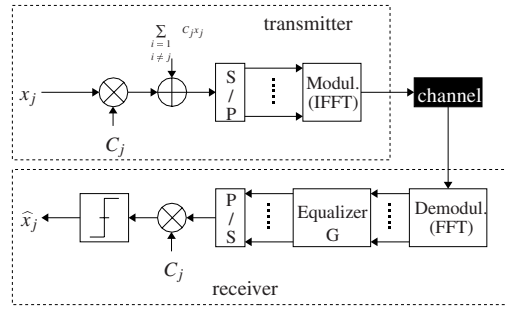 transmitter
∑ C_j x_j
i = 1
i ≠ j
x_j
C_j
S / P
Modul.
(IFFT)
channel
x̂_j
C_j
P / S
Equalizer
G
Demodul.
(FFT)
receiver